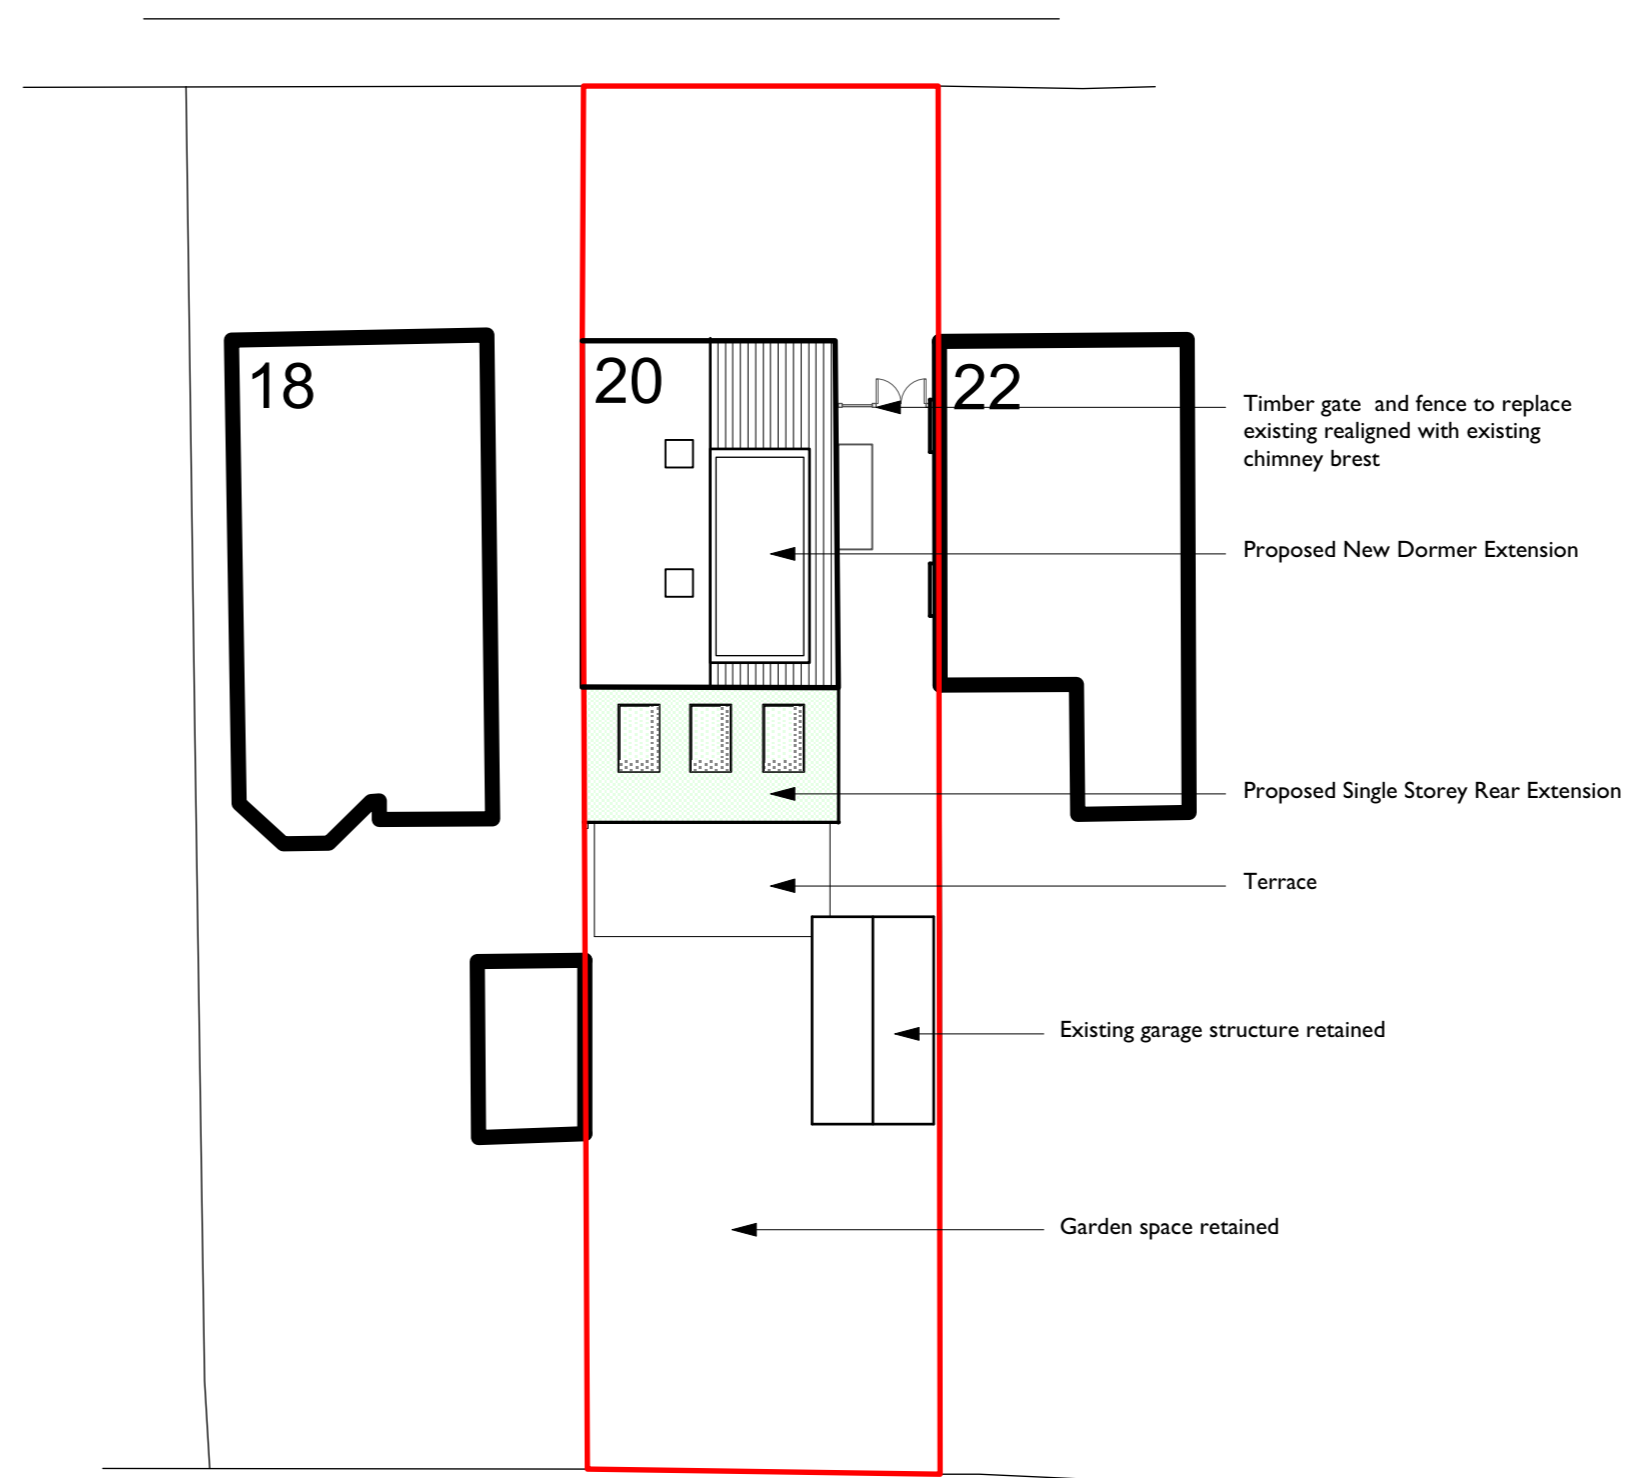 18
20
22
Timber gate and fence to replace
existing realigned with existing
chimney brest
Proposed New Dormer Extension
Proposed Single Storey Rear Extension
Terrace
Existing garage structure retained
Garden space retained